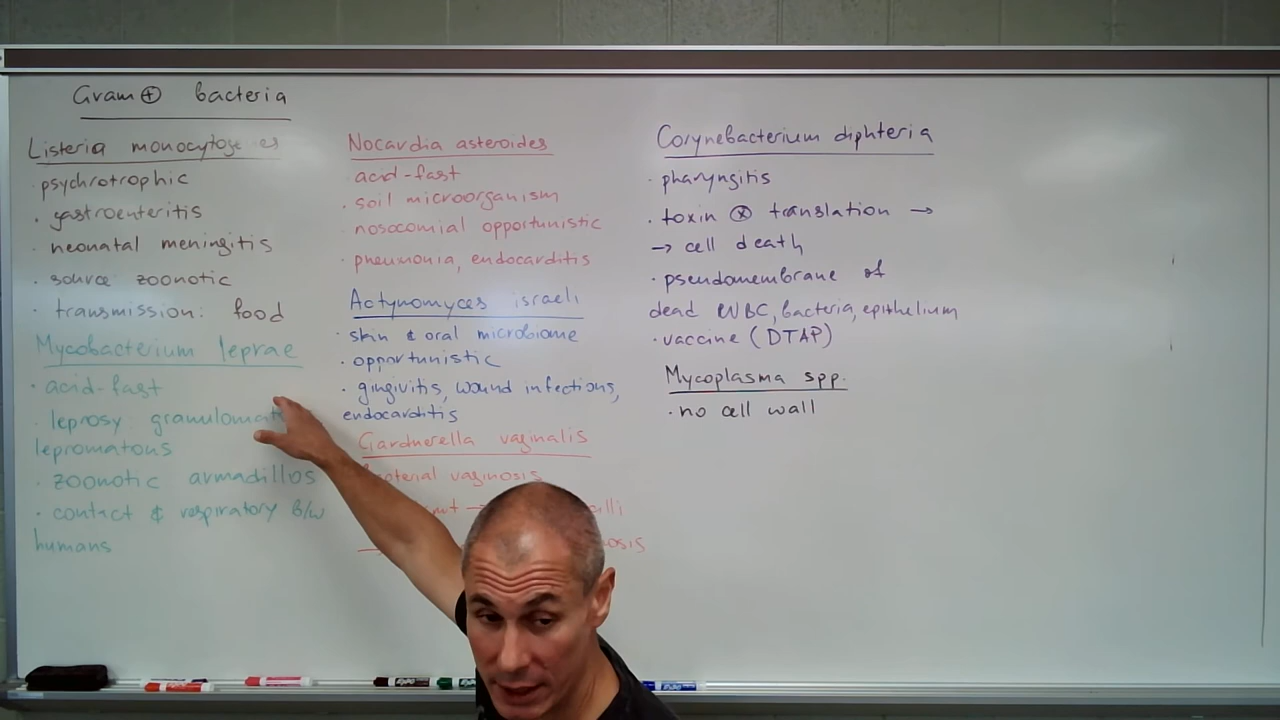 Gram ⊕ bacteria
Listeria monocytoge es
· psychrotrophic
· gastroenteritis
· neonatal meningitis
· source: zoonotic
· transmission: food
Mycobacterium leprae
· acid-fast
· leprosy: granulomat
lepromatous
· zoonotic armadillos
· contact & respiratory b/w
humans
Nocardia asteroides
· acid-fast
· soil microorganism
· nosocomial opportunistic
· pneumonia, endocarditis
Actynomyces israeli
· skin & oral microbiome
· opportunistic
· gingivitis, wound infections,
endocarditis
Gardnerella vaginalis
vaginosis
Corynebacterium diphteria
· pharyngitis
· toxin ⊗ translation →
→ cell death
· pseudomembrane of
dead WBC, bacteria, epithelium
· vaccine (DTAP)
Mycoplasma spp.
· no cell wall